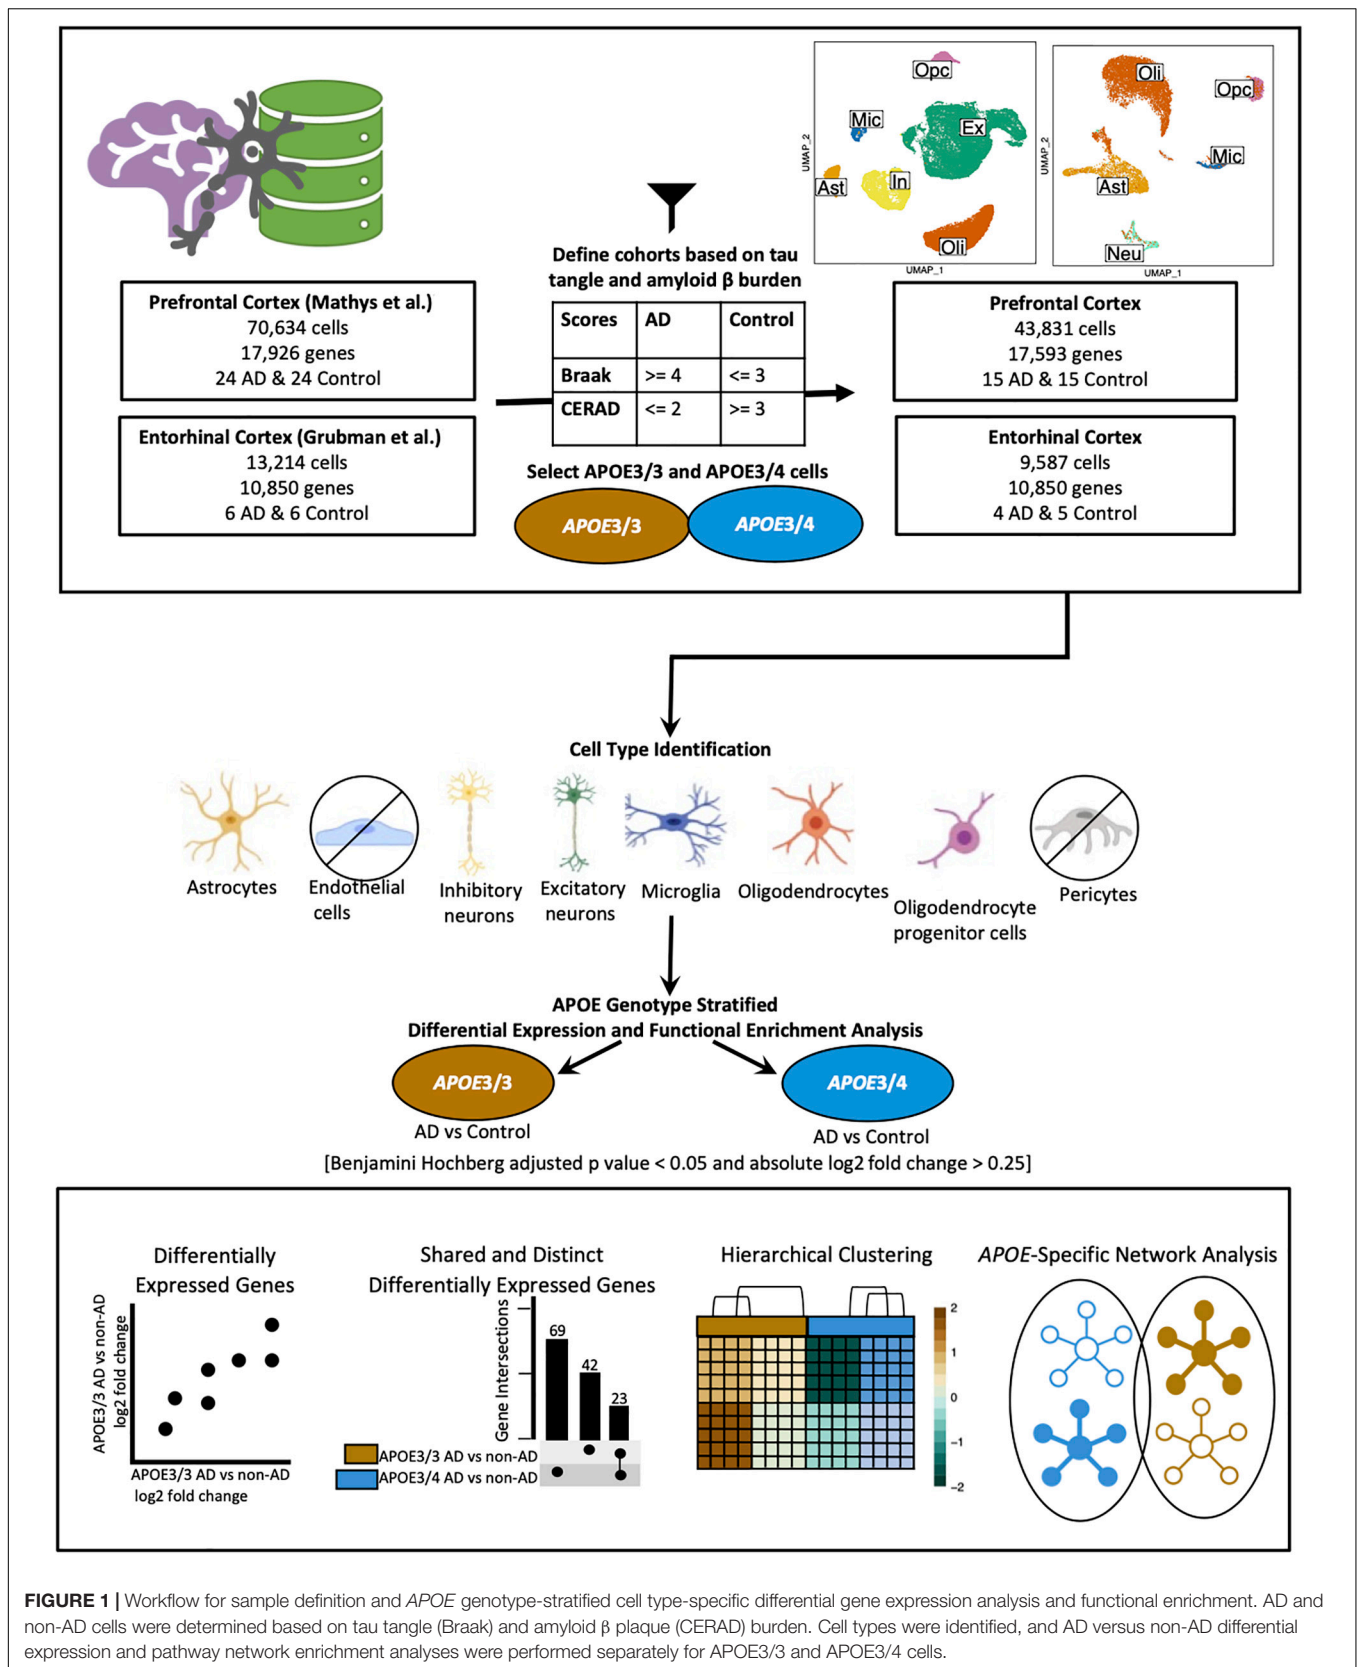 Opc
Mic
Ex
Ast
In
Oli
UMAP_2
UMAP_1
Oli
Opc
Mic
Ast
Neu
UMAP_2
UMAP_1
Prefrontal Cortex (Mathys et al.)
70,634 cells
17,926 genes
24 AD & 24 Control
Entorhinal Cortex (Grubman et al.)
13,214 cells
10,850 genes
6 AD & 6 Control
Define cohorts based on tau
tangle and amyloid β burden
Scores AD Control
Braak >= 4 <= 3
CERAD <= 2 >= 3
Select APOE3/3 and APOE3/4 cells
APOE3/3
APOE3/4
Prefrontal Cortex
43,831 cells
17,593 genes
15 AD & 15 Control
Entorhinal Cortex
9,587 cells
10,850 genes
4 AD & 5 Control
Cell Type Identification
Astrocytes
Endothelial
cells
Inhibitory
neurons
Excitatory
neurons
Microglia
Oligodendrocytes
Oligodendrocyte
progenitor cells
Pericytes
APOE Genotype Stratified
Differential Expression and Functional Enrichment Analysis
APOE3/3
APOE3/4
AD vs Control
AD vs Control
[Benjamini Hochberg adjusted p value < 0.05 and absolute log2 fold change > 0.25]
Differentially
Expressed Genes
APOE3/3 AD vs non-AD
log2 fold change
APOE3/3 AD vs non-AD
log2 fold change
Shared and Distinct
Differentially Expressed Genes
Gene Intersections
69
42
23
APOE3/3 AD vs non-AD
APOE3/4 AD vs non-AD
Hierarchical Clustering
2
1
0
−1
−2
APOE-Specific Network Analysis
FIGURE 1 | Workflow for sample definition and APOE genotype-stratified cell type-specific differential gene expression analysis and functional enrichment. AD and
non-AD cells were determined based on tau tangle (Braak) and amyloid β plaque (CERAD) burden. Cell types were identified, and AD versus non-AD differential
expression and pathway network enrichment analyses were performed separately for APOE3/3 and APOE3/4 cells.